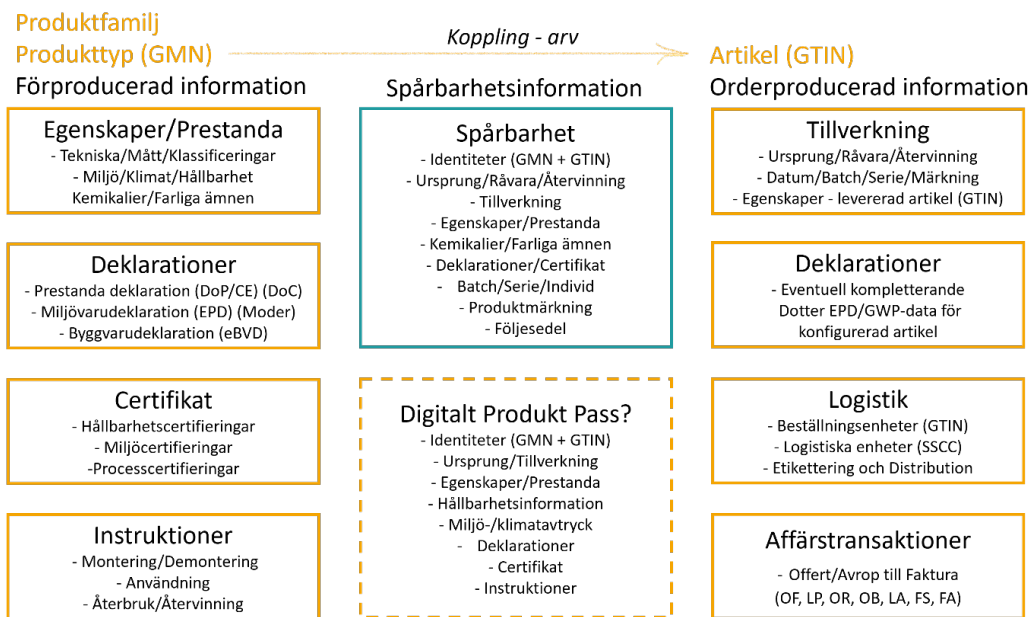 Produktfamilj
Produkttyp (GMN)
Koppling - arv
Artikel (GTIN)
Förproducerad information
Spårbarhetsinformation
Orderproducerad information
Egenskaper/Prestanda
- Tekniska/Mått/Klassificeringar
- Miljö/Klimat/Hållbarhet
Kemikalier/Farliga ämnen
Deklarationer
- Prestanda deklaration (DoP/CE) (DoC)
- Miljövarudeklaration (EPD) (Moder)
- Byggvarudeklaration (eBVD)
Certifikat
- Hållbarhetscertifieringar
- Miljöcertifieringar
-Processcertifieringar
Instruktioner
- Montering/Demontering
- Användning
- Återbruk/Återvinning
Spårbarhet
- Identiteter (GMN + GTIN)
- Ursprung/Råvara/Återvinning
- Tillverkning
- Egenskaper/Prestanda
- Kemikalier/Farliga ämnen
- Deklarationer/Certifikat
- Batch/Serie/Individ
- Produktmärkning
- Följesedel
Digitalt Produkt Pass?
- Identiteter (GMN + GTIN)
- Ursprung/Tillverkning
- Egenskaper/Prestanda
- Hållbarhetsinformation
- Miljö-/klimatavtryck
- Deklarationer
- Certifikat
- Instruktioner
Tillverkning
- Ursprung/Råvara/Återvinning
- Datum/Batch/Serie/Märkning
- Egenskaper - levererad artikel (GTIN)
Deklarationer
- Eventuell kompletterande
Dotter EPD/GWP-data för
konfigurerad artikel
Logistik
- Beställningsenheter (GTIN)
- Logistiska enheter (SSCC)
- Etikettering och Distribution
Affärstransaktioner
- Offert/Avrop till Faktura
(OF, LP, OR, OB, LA, FS, FA)